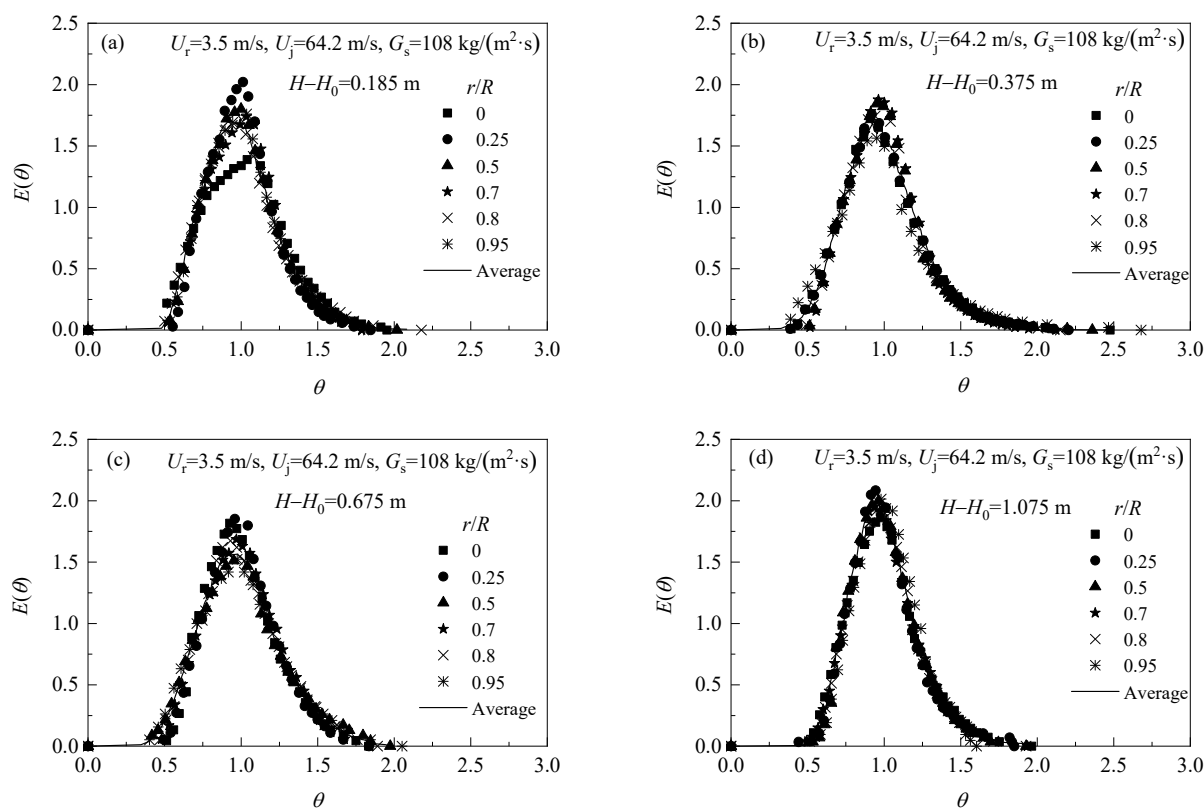 (a) U_r=3.5 m/s, U_j=64.2 m/s, G_s=108 kg/(m²·s)
H–H_0=0.185 m
r/R
0
0.25
0.5
0.7
0.8
0.95
Average
E(θ)
2.5
2.0
1.5
1.0
0.5
0.0
0.0 0.5 1.0 1.5 2.0 2.5 3.0
θ
(b) U_r=3.5 m/s, U_j=64.2 m/s, G_s=108 kg/(m²·s)
H–H_0=0.375 m
r/R
0
0.25
0.5
0.7
0.8
0.95
Average
E(θ)
2.5
2.0
1.5
1.0
0.5
0.0
0.0 0.5 1.0 1.5 2.0 2.5 3.0
θ
(c) U_r=3.5 m/s, U_j=64.2 m/s, G_s=108 kg/(m²·s)
H–H_0=0.675 m
r/R
0
0.25
0.5
0.7
0.8
0.95
Average
E(θ)
2.5
2.0
1.5
1.0
0.5
0.0
0.0 0.5 1.0 1.5 2.0 2.5 3.0
θ
(d) U_r=3.5 m/s, U_j=64.2 m/s, G_s=108 kg/(m²·s)
H–H_0=1.075 m
r/R
0
0.25
0.5
0.7
0.8
0.95
Average
E(θ)
2.5
2.0
1.5
1.0
0.5
0.0
0.0 0.5 1.0 1.5 2.0 2.5 3.0
θ